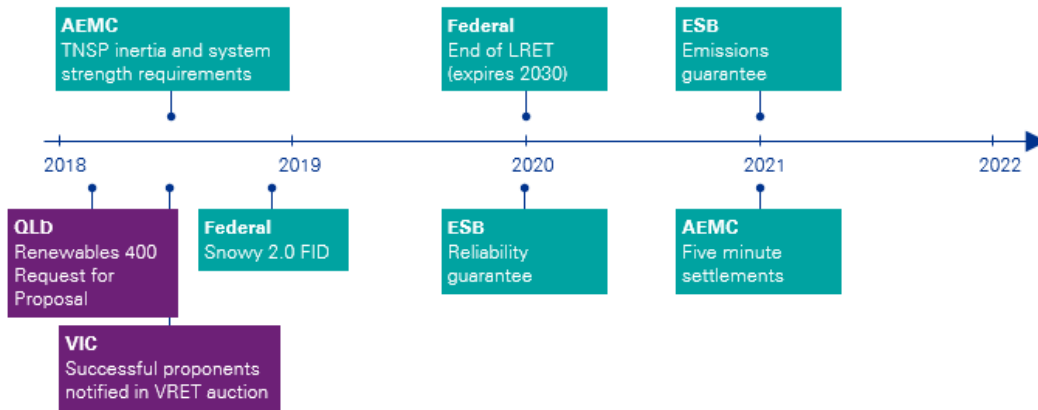 AEMC
TNSP inertia and system
strength requirements
Federal
End of LRET
(expires 2030)
ESB
Emissions
guarantee
2018
2019
2020
2021
2022
QLD
Renewables 400
Request for
Proposal
VIC
Successful proponents
notified in VRET auction
Federal
Snowy 2.0 FID
ESB
Reliability
guarantee
AEMC
Five minute
settlements